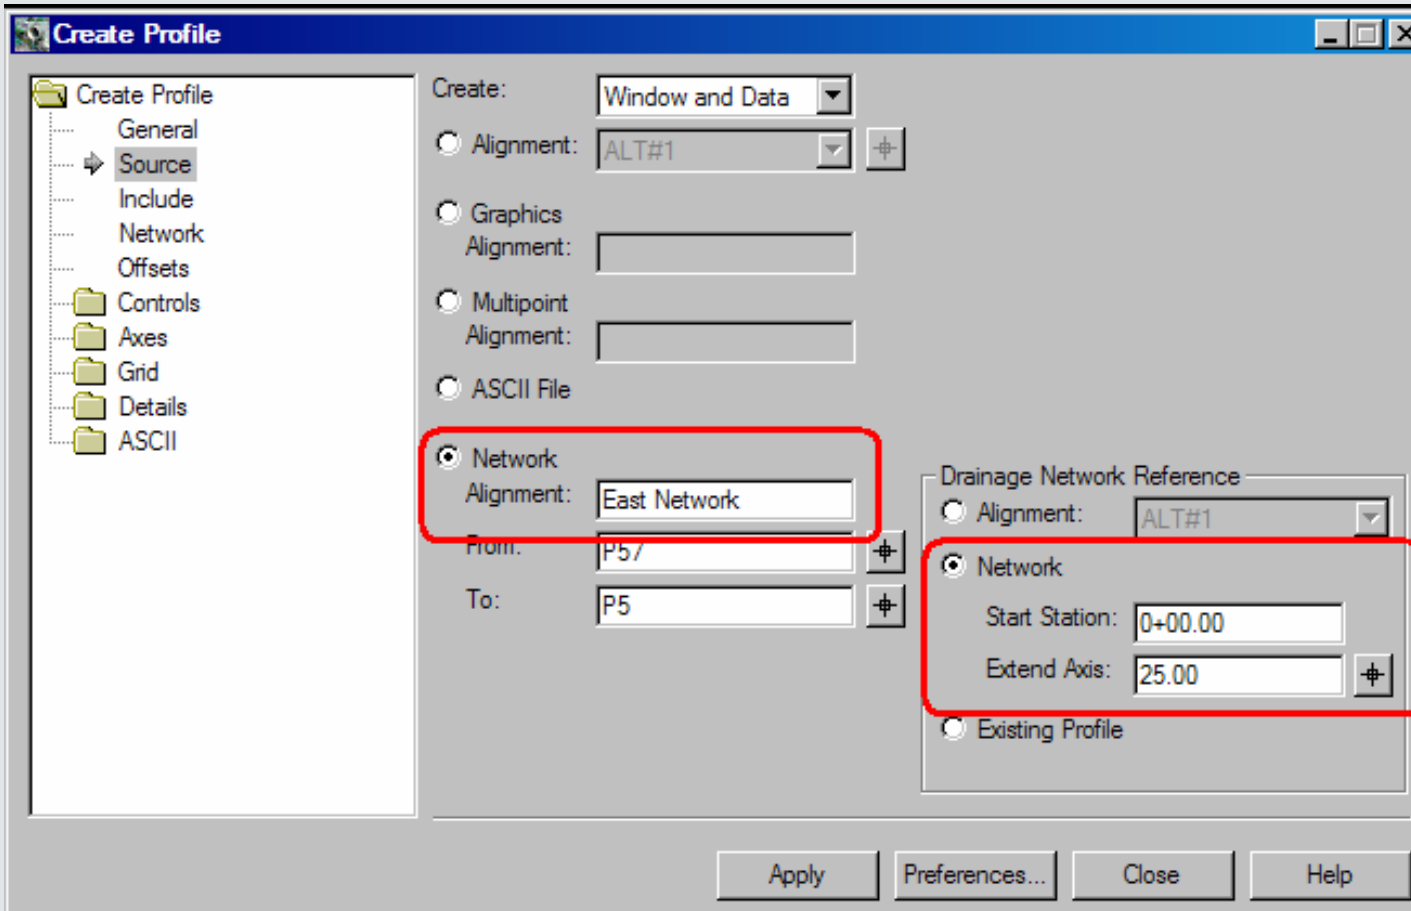 Create Profile
Create Profile
General
Source
Include
Network
Offsets
Controls
Axes
Grid
Details
ASCII
Create: Window and Data
Alignment: ALT#1
Graphics
Alignment:
Multipoint
Alignment:
ASCII File
Network
Alignment: East Network
From: P57
To: P5
Drainage Network Reference
Alignment: ALT#1
Network
Start Station: 0+00.00
Extend Axis: 25.00
Existing Profile
Apply Preferences... Close Help